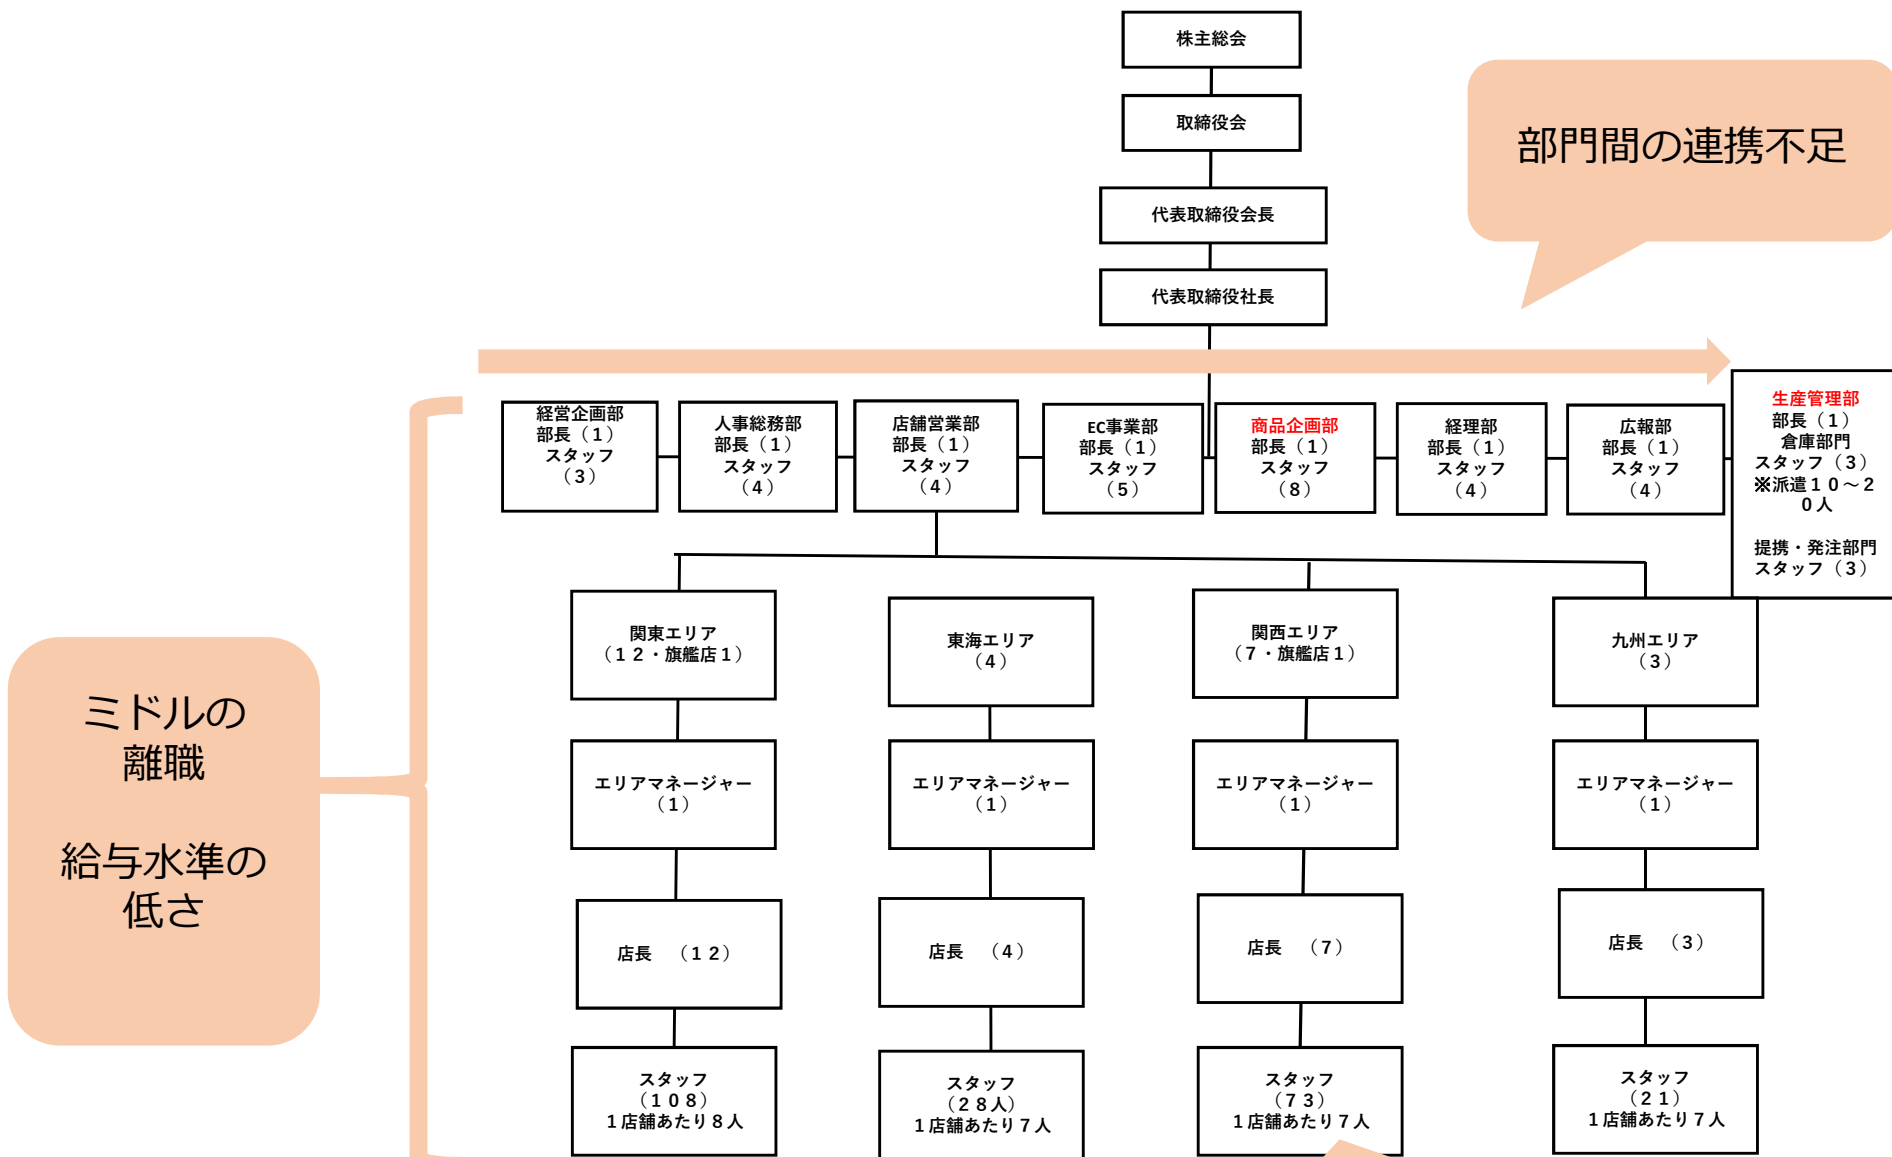 株主総会
取締役会
代表取締役会長
代表取締役社長
部門間の連携不足
経営企画部
部長（１）
スタッフ
（３）
人事総務部
部長（１）
スタッフ
（４）
店舗営業部
部長（１）
スタッフ
（４）
EC事業部
部長（１）
スタッフ
（５）
商品企画部
部長（１）
スタッフ
（８）
経理部
部長（１）
スタッフ
（４）
広報部
部長（１）
スタッフ
（４）
生産管理部
部長（１）
倉庫部門
スタッフ（３）
※派遣１０～２
０人
提携・発注部門
スタッフ（３）
ミドルの
離職
給与水準の
低さ
関東エリア
（１２・旗艦店１）
東海エリア
（４）
関西エリア
（７・旗艦店１）
九州エリア
（３）
エリアマネージャー
（１）
エリアマネージャー
（１）
エリアマネージャー
（１）
エリアマネージャー
（１）
店長　（１２）
店長　（４）
店長　（７）
店長　（３）
スタッフ
（１０８）
１店舗あたり８人
スタッフ
（２８人）
１店舗あたり７人
スタッフ
（７３）
１店舗あたり７人
スタッフ
（２１）
１店舗あたり７人